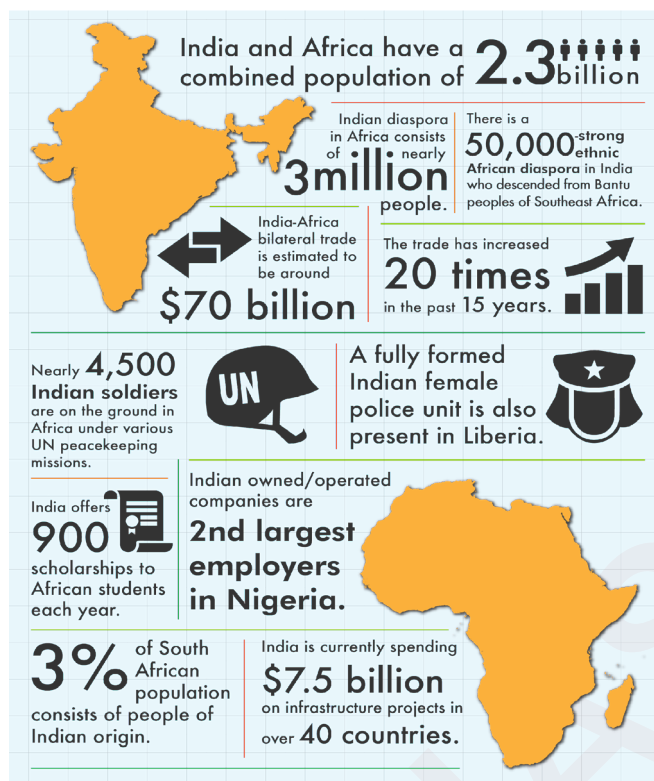 India and Africa have a
combined population of 2.3 billion
Indian diaspora
in Africa consists
of nearly
3 million
people.
There is a
50,000-strong
ethnic
African diaspora in India
who descended from Bantu
peoples of Southeast Africa.
India-Africa
bilateral trade
is estimated to
be around
$70 billion
The trade has increased
20 times
in the past 15 years.
Nearly 4,500
Indian soldiers
are on the ground in
Africa under various
UN peacekeeping
missions.
UN
A fully formed
Indian female
police unit is also
present in Liberia.
India offers
900
scholarships to
African students
each year.
Indian owned/operated
companies are
2nd largest
employers
in Nigeria.
3% of South
African
population
consists of people of
Indian origin.
India is currently spending
$7.5 billion
on infrastructure projects in
over 40 countries.